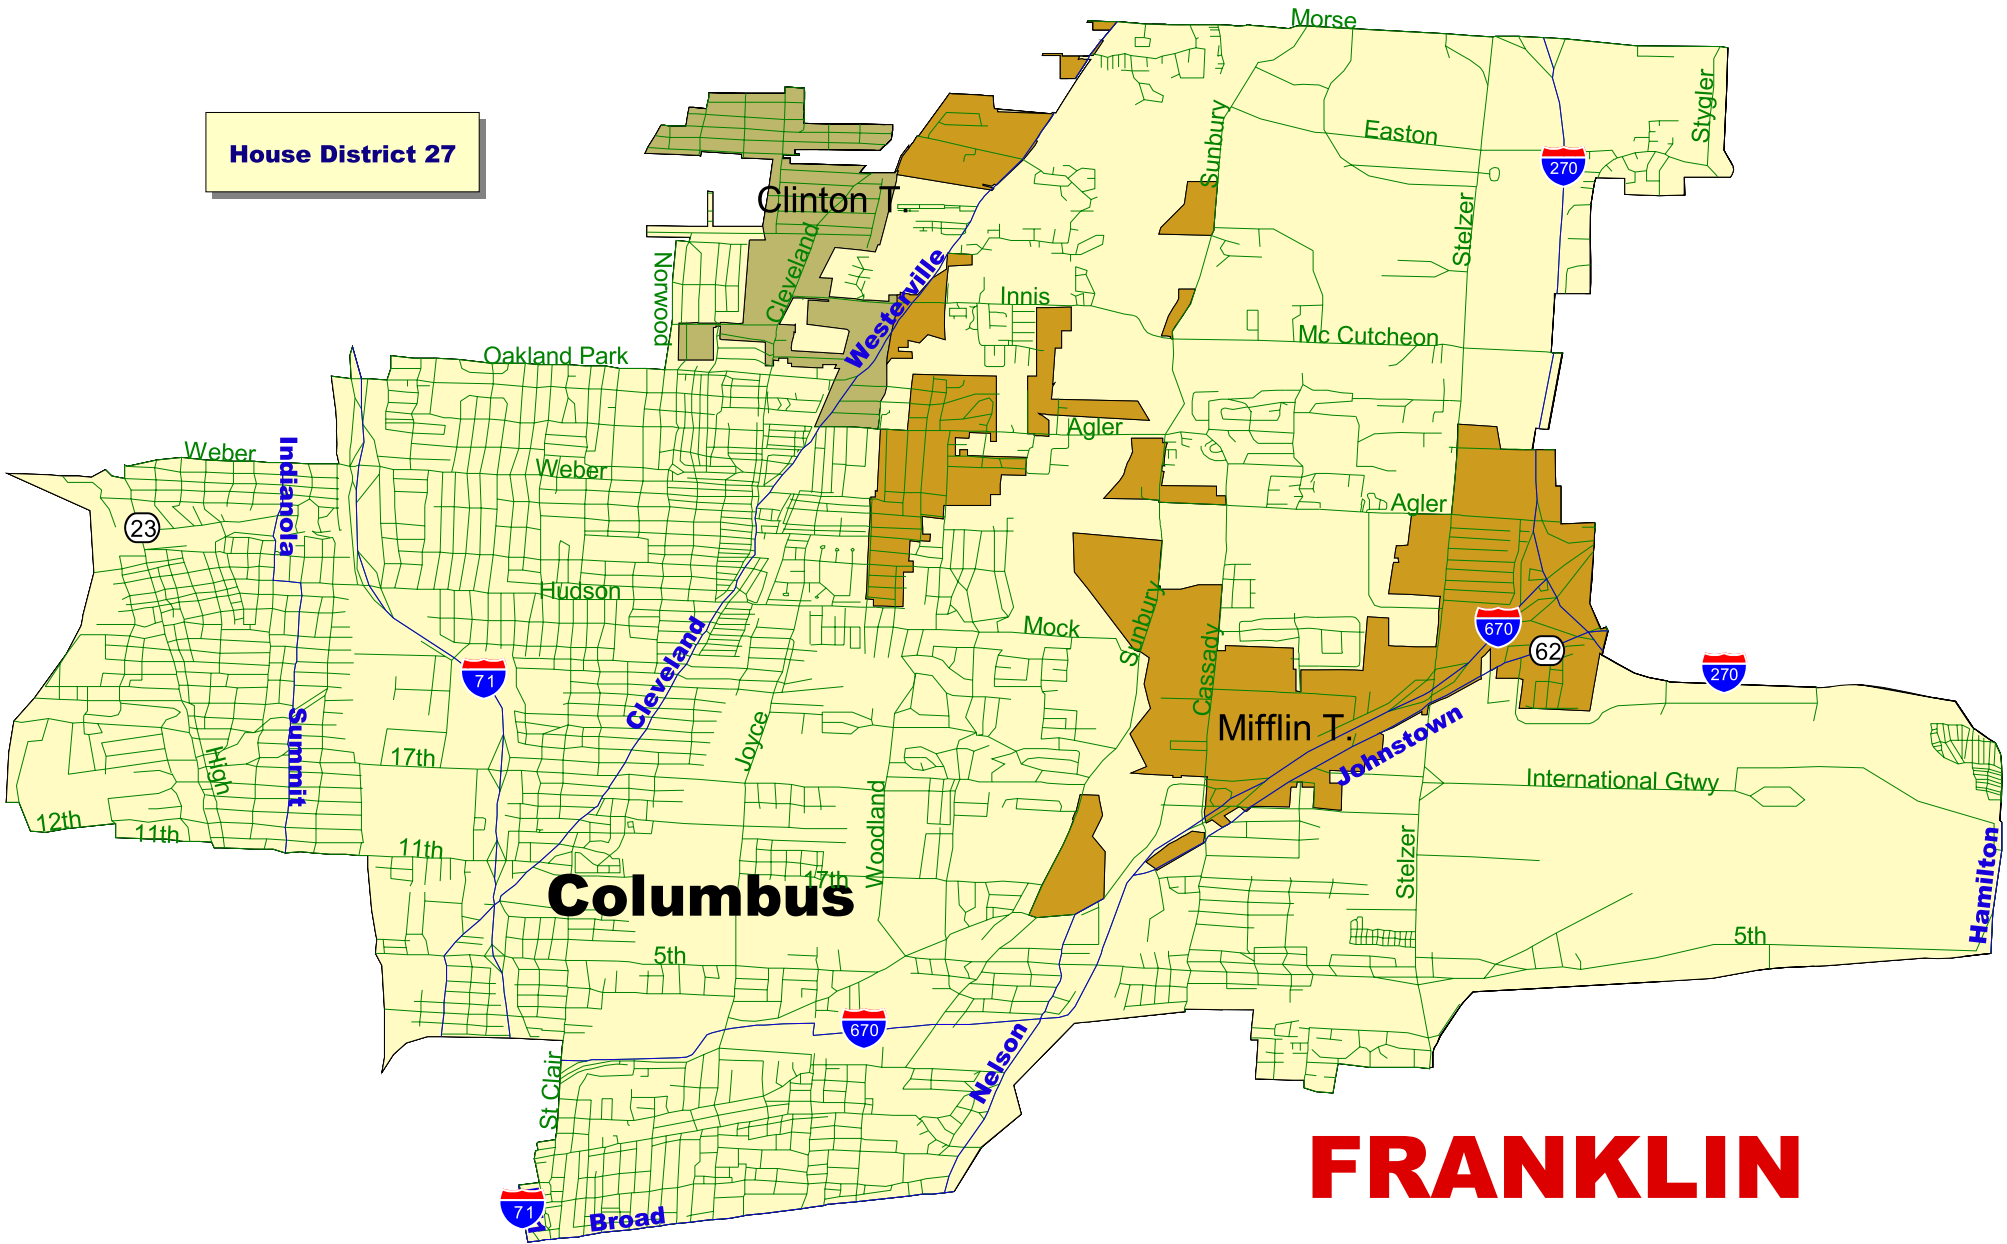 Morse
Stygler
Easton
Sunbury
270
House District 27
Clinton T.
Stelzer
Cleveland
Norwood
Westerville
Innis
Mc Cutcheon
Oakland Park
Agler
Weber
Indianola
Weber
Agler
23
Hudson
Mock
Sunbury
670
62
Cassady
Cleveland
71
270
Summit
Joyce
Mifflin T.
Johnstown
17th
High
International Gtwy
Woodland
12th
11th
11th
Stelzer
Hamilton
17th
Columbus
5th
5th
670
Nelson
St Clair
FRANKLIN
71
Broad